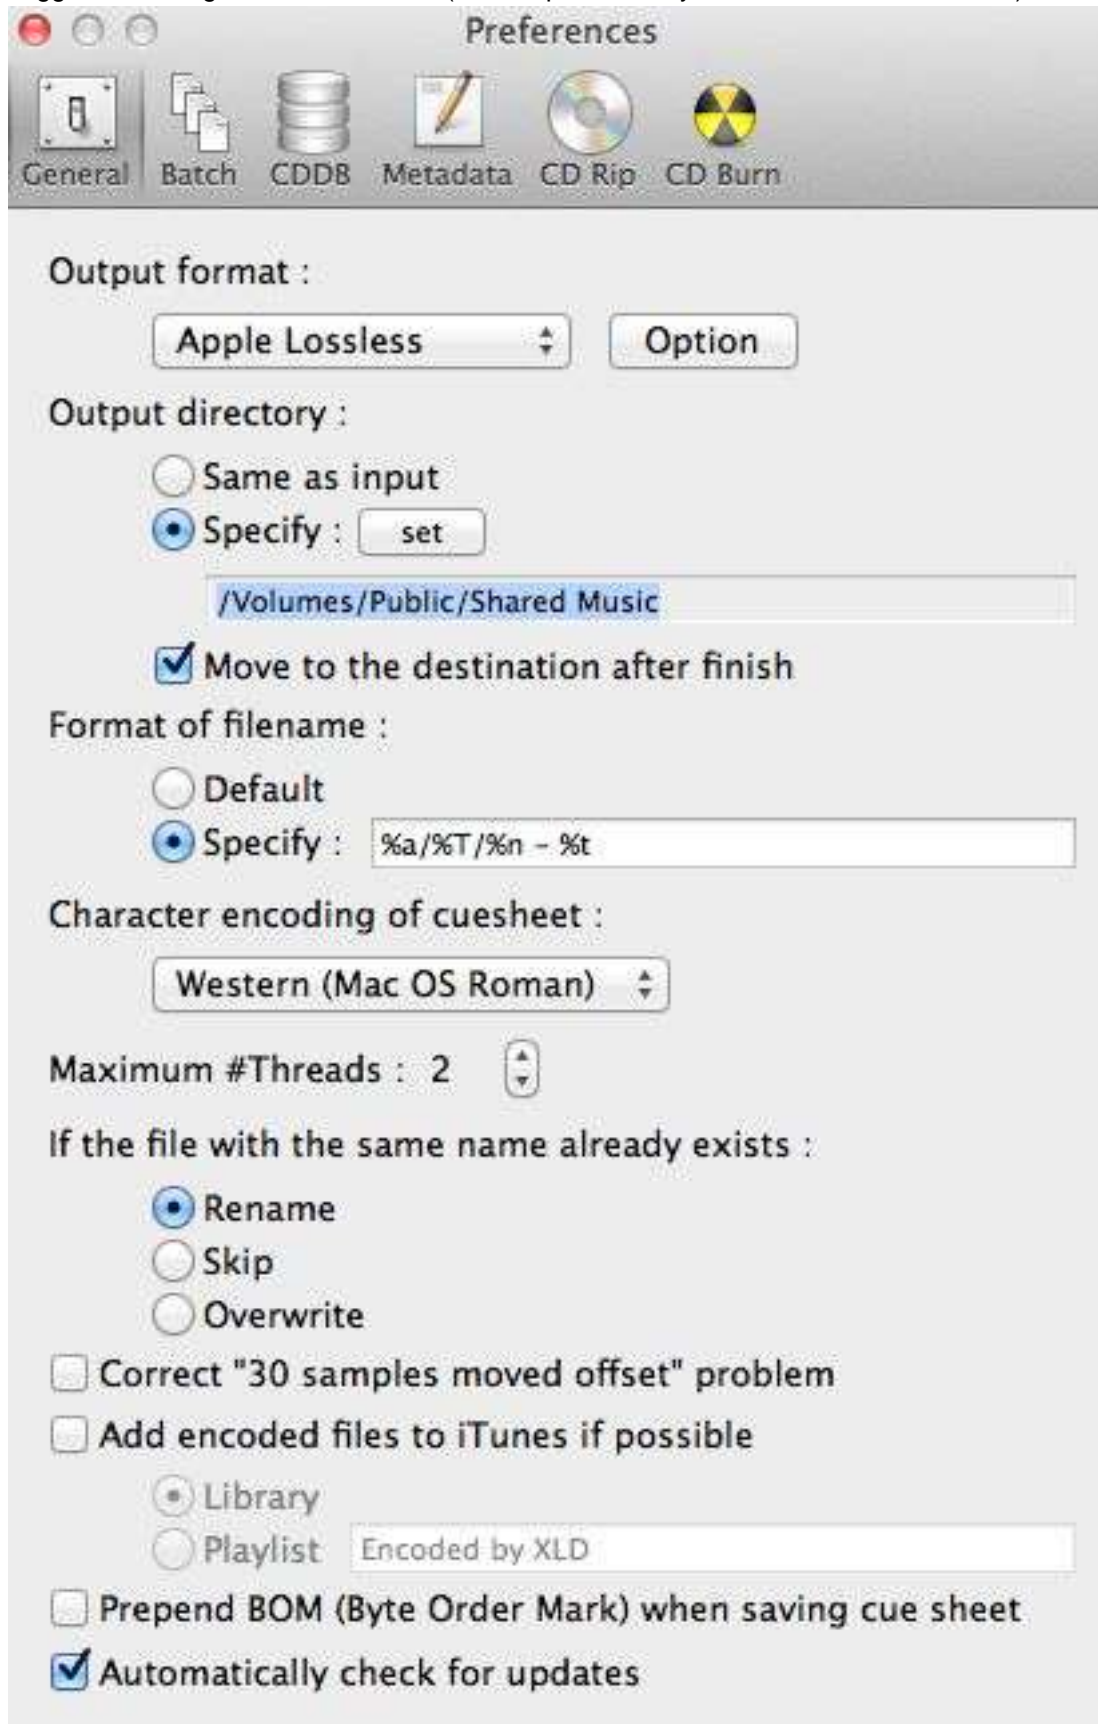 Preferences
General Batch CDDB Metadata CD Rip CD Burn
Output format :
Apple Lossless Option
Output directory :
Same as input
Specify : set
/Volumes/Public/Shared Music
Move to the destination after finish
Format of filename :
Default
Specify : %a/%T/%n - %t
Character encoding of cuesheet :
Western (Mac OS Roman)
Maximum #Threads : 2
If the file with the same name already exists :
Rename
Skip
Overwrite
Correct "30 samples moved offset" problem
Add encoded files to iTunes if possible
Library
Playlist Encoded by XLD
Prepend BOM (Byte Order Mark) when saving cue sheet
Automatically check for updates